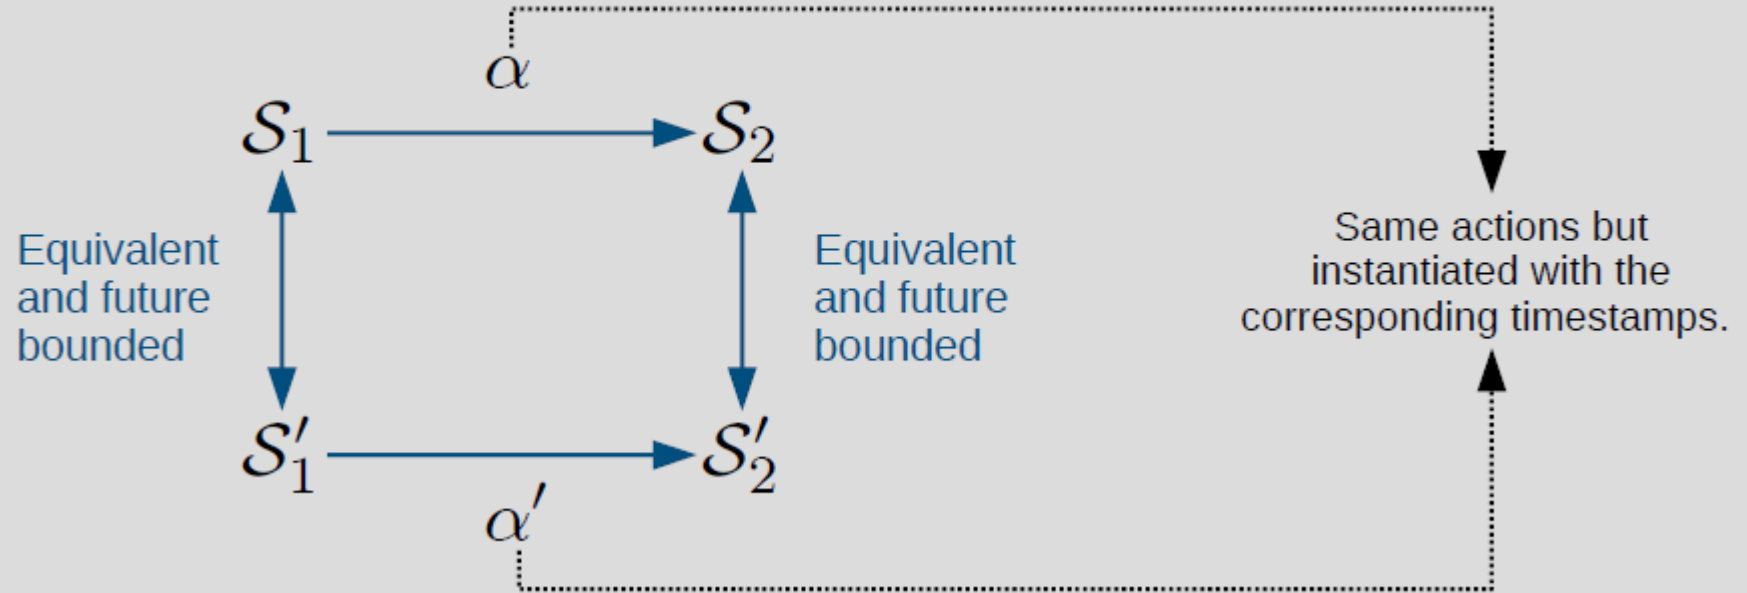 α
𝒮₁
𝒮₂
Equivalent
and future
bounded
Equivalent
and future
bounded
𝒮′₁
𝒮′₂
α′
Same actions but
instantiated with the
corresponding timestamps.